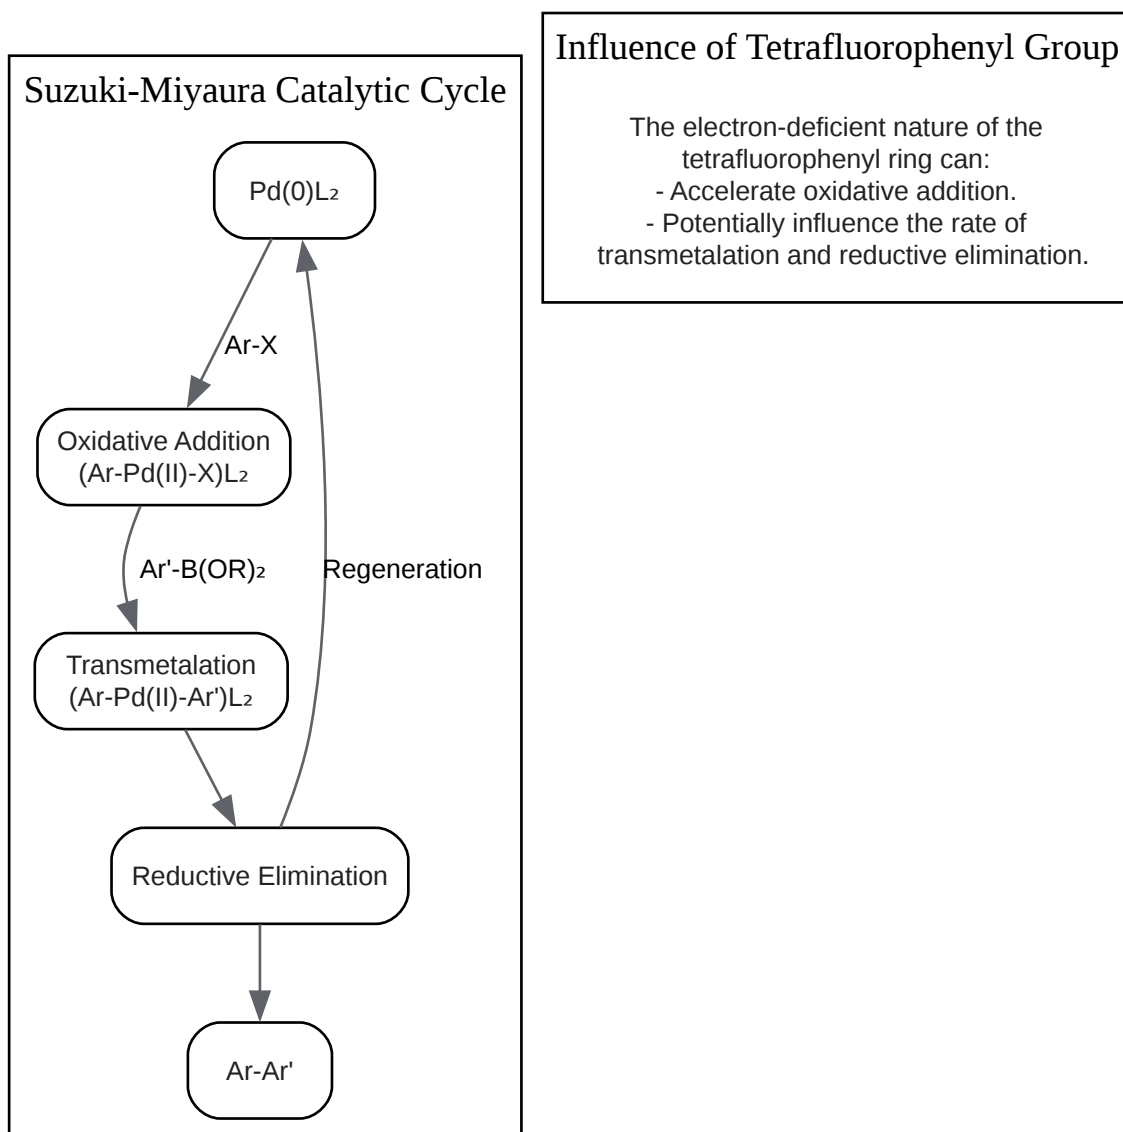 Suzuki-Miyaura Catalytic Cycle
Pd(0)L₂
Ar-X
Oxidative Addition
(Ar-Pd(II)-X)L₂
Ar'-B(OR)₂
Regeneration
Transmetalation
(Ar-Pd(II)-Ar')L₂
Reductive Elimination
Ar-Ar'
Influence of Tetrafluorophenyl Group
The electron-deficient nature of the
tetrafluorophenyl ring can:
- Accelerate oxidative addition.
- Potentially influence the rate of
transmetalation and reductive elimination.